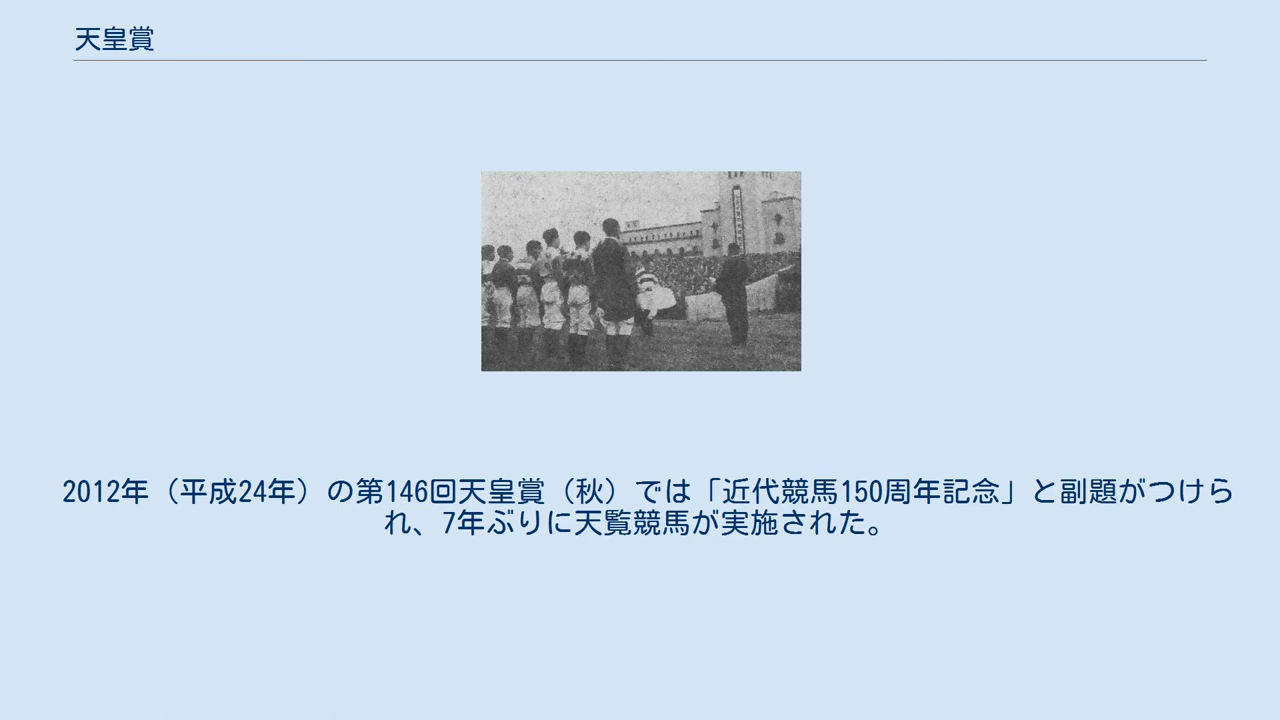 天皇賞
2012年（平成24年）の第146回天皇賞（秋）では「近代競馬150周年記念」と副題がつけら
れ、7年ぶりに天覧競馬が実施された。